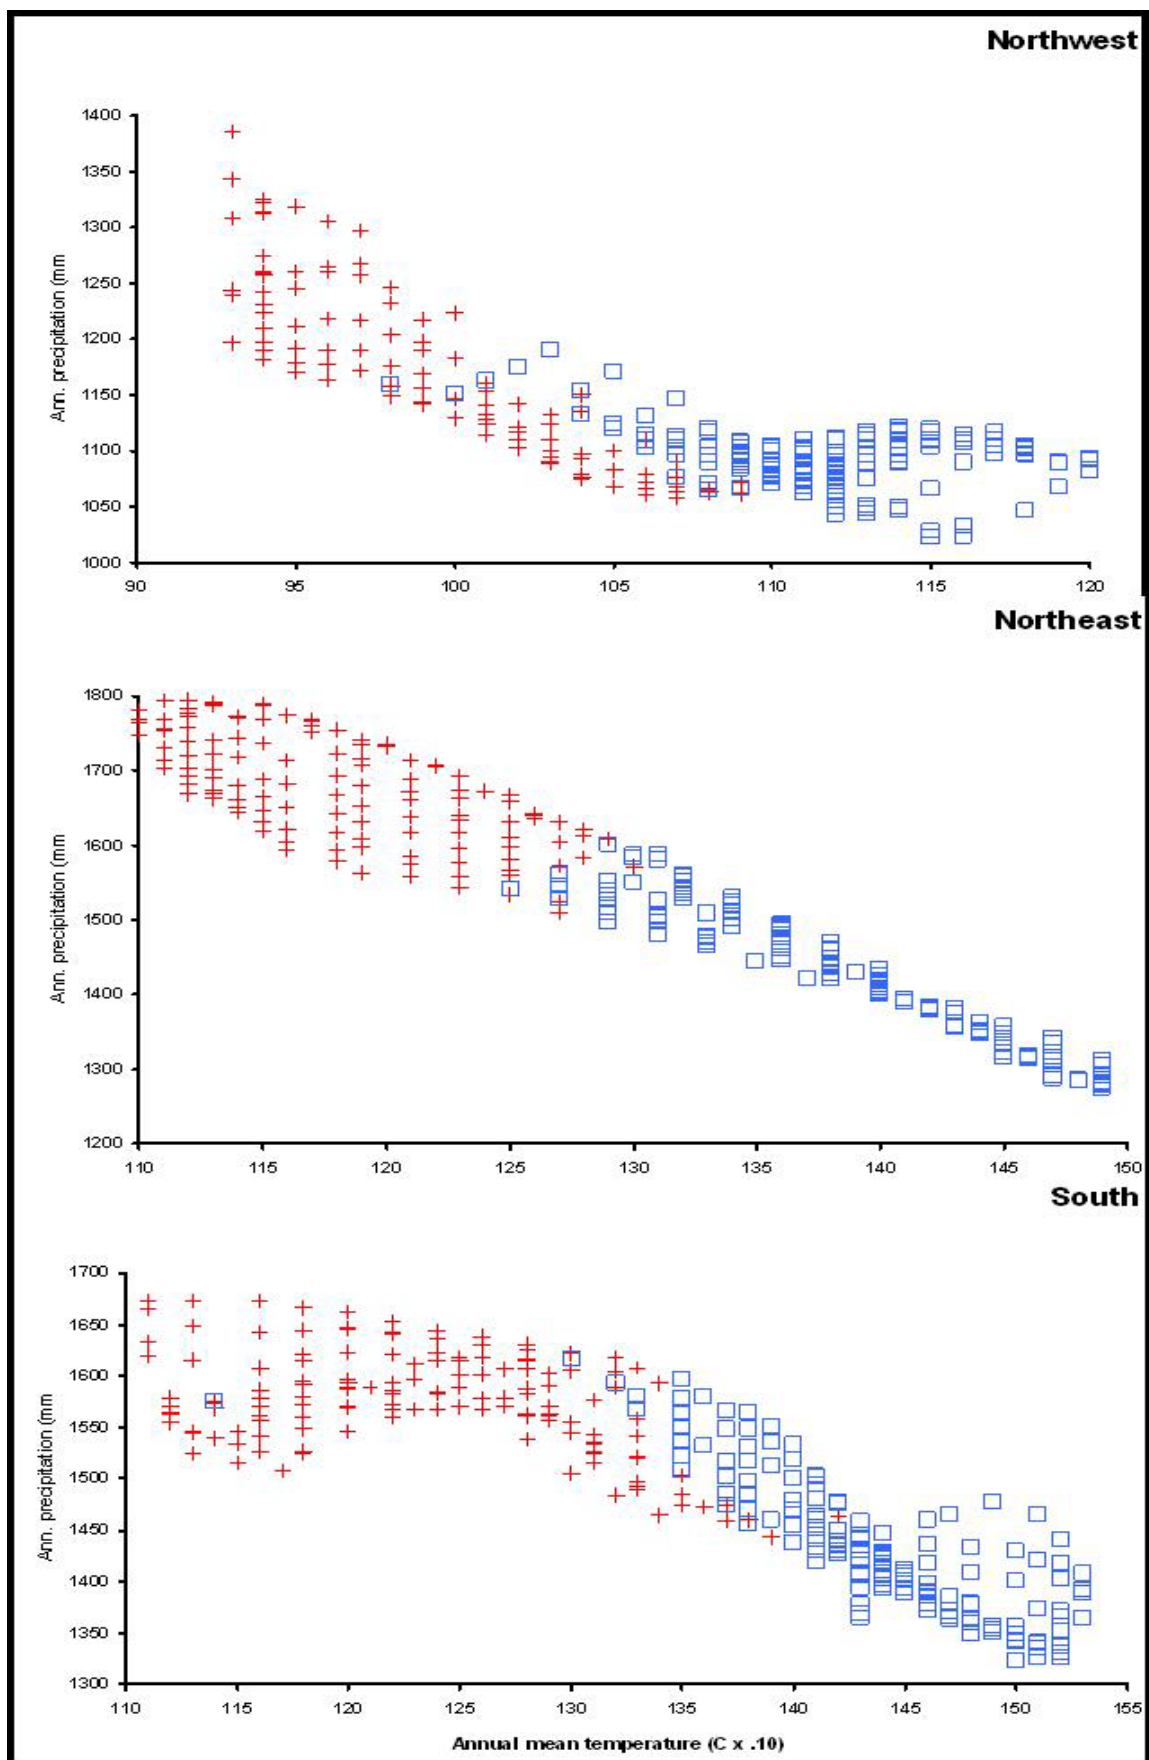 Northwest
1400
1350
1300
1250
1200
1150
1100
1050
1000
Ann. precipitation (mm
90 95 100 105 110 115 120
Northeast
1800
1700
1600
1500
1400
1300
1200
Ann. precipitation (mm
110 115 120 125 130 135 140 145 150
South
1700
1650
1600
1550
1500
1450
1400
1350
1300
Ann. precipitation (mm
110 115 120 125 130 135 140 145 150 155
Annual mean temperature (C x .10)